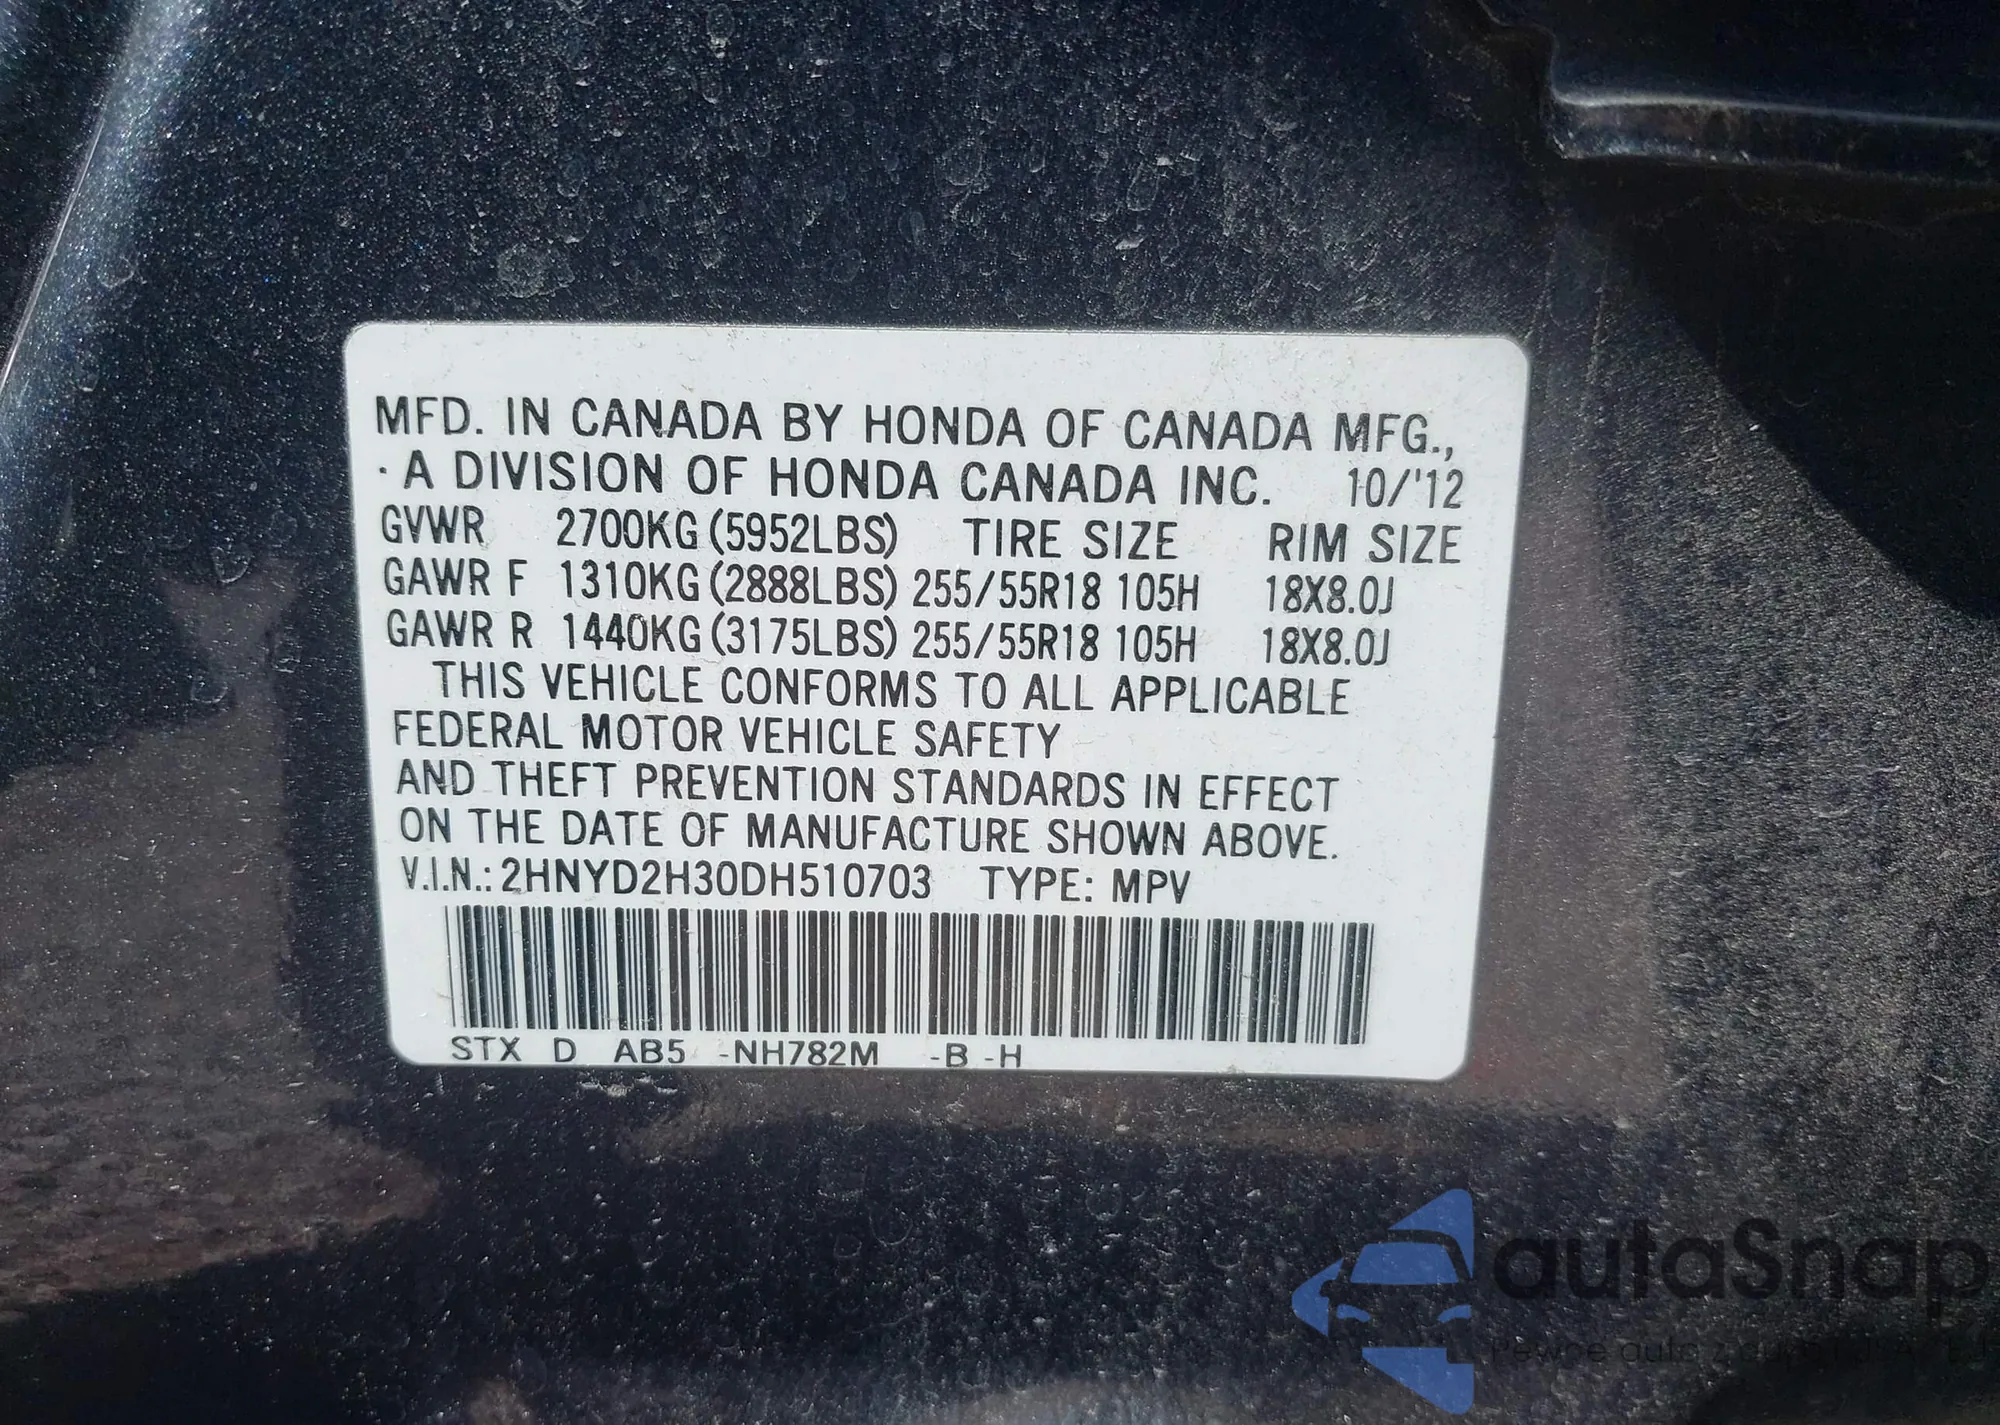 MFD. IN CANADA BY HONDA OF CANADA MFG.,
· A DIVISION OF HONDA CANADA INC. 10/'12
GVWR 2700KG (5952LBS) TIRE SIZE RIM SIZE
GAWR F 1310KG (2888LBS) 255/55R18 105H 18X8.0J
GAWR R 1440KG (3175LBS) 255/55R18 105H 18X8.0J
THIS VEHICLE CONFORMS TO ALL APPLICABLE
FEDERAL MOTOR VEHICLE SAFETY
AND THEFT PREVENTION STANDARDS IN EFFECT
ON THE DATE OF MANUFACTURE SHOWN ABOVE.
V.I.N.: 2HNYD2H30DH510703 TYPE: MPV
STX D AB5 -NH782M -B -H
autaSnap
Pewne auta z